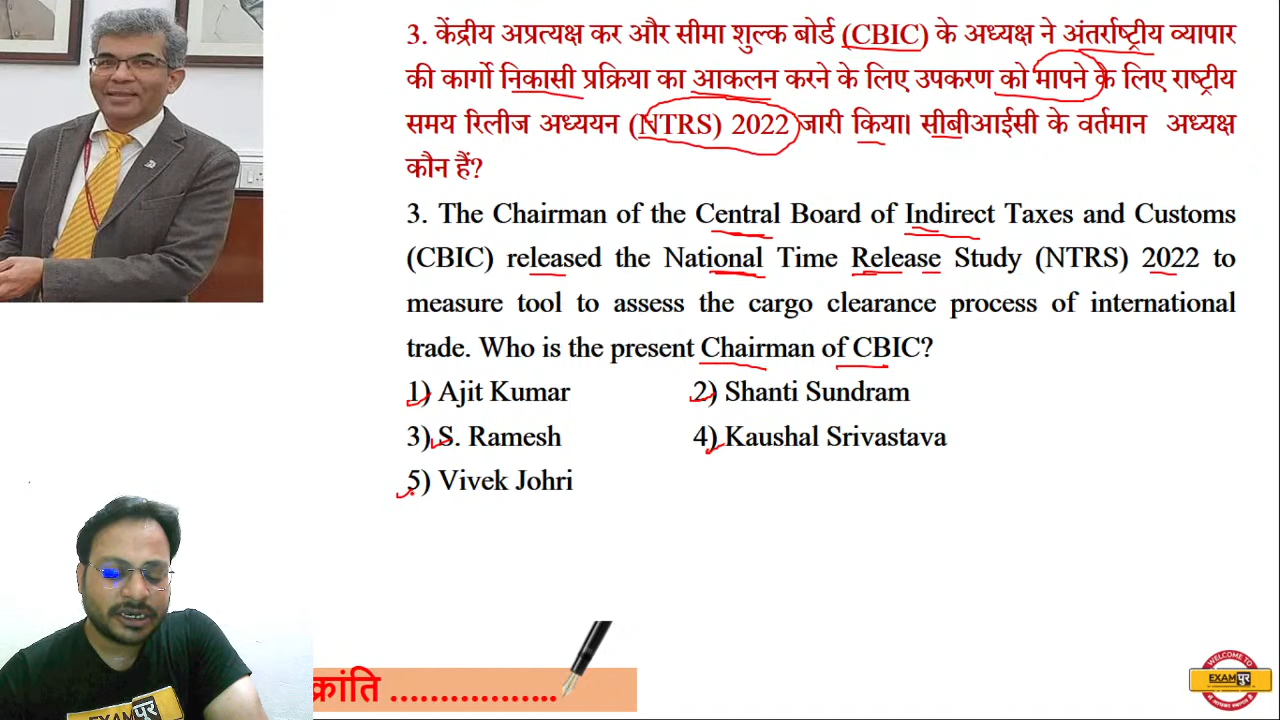 3. केंद्रीय अप्रत्यक्ष कर और सीमा शुल्क बोर्ड (CBIC) के अध्यक्ष ने अंतर्राष्ट्रीय व्यापार
की कार्गो निकासी प्रक्रिया का आकलन करने के लिए उपकरण को मापने के लिए राष्ट्रीय
समय रिलीज अध्ययन (NTRS) 2022 जारी किया। सीबीआईसी के वर्तमान अध्यक्ष
कौन हैं?
3. The Chairman of the Central Board of Indirect Taxes and Customs
(CBIC) released the National Time Release Study (NTRS) 2022 to
measure tool to assess the cargo clearance process of international
trade. Who is the present Chairman of CBIC?
1) Ajit Kumar 2) Shanti Sundram
3) S. Ramesh 4) Kaushal Srivastava
5) Vivek Johri
EXAMपुर
क्रांति .................
WELCOME TO
EXAMपुर